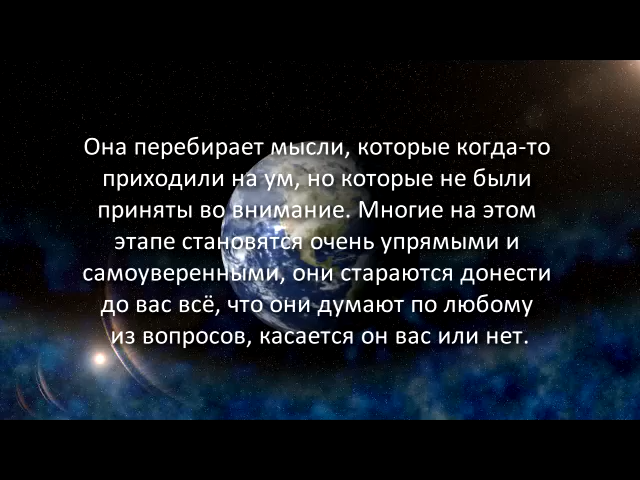 Она перебирает мысли, которые когда-то
приходили на ум, но которые не были
приняты во внимание. Многие на этом
этапе становятся очень упрямыми и
самоуверенными, они стараются донести
до вас всё, что они думают по любому
из вопросов, касается он вас или нет.